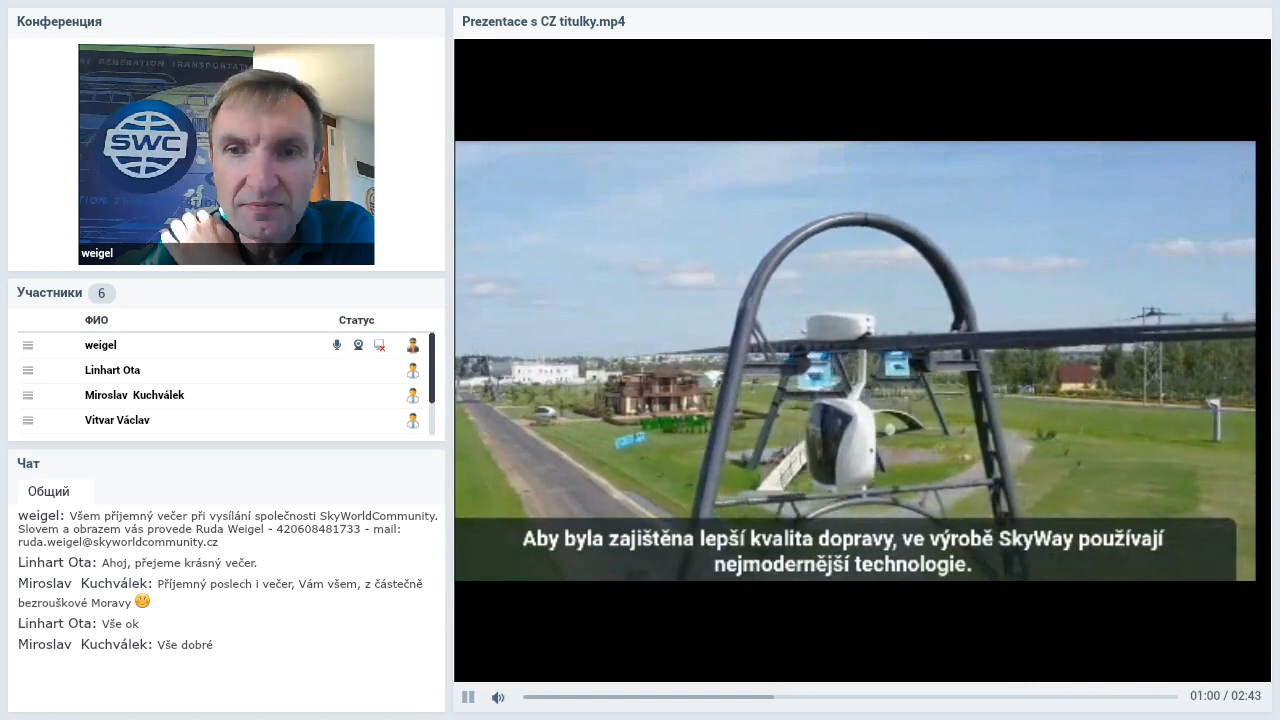 Конференция
NEXT GENERATION TRANSPORTATI
SWC
weigel
Участники 6
ФИО Статус
weigel
Linhart Ota
Miroslav Kuchválek
Vitvar Václav
Чат
Общий
weigel: Všem příjemný večer při vysílání společnosti SkyWorldCommunity.
Slovem a obrazem vás provede Ruda Weigel - 420608481733 - mail:
ruda.weigel@skyworldcommunity.cz
Linhart Ota: Ahoj, přejeme krásný večer.
Miroslav Kuchválek: Příjemný poslech i večer, Vám všem, z částečně
bezrouškové Moravy
Linhart Ota: Vše ok
Miroslav Kuchválek: Vše dobré
Prezentace s CZ titulky.mp4
Aby byla zajištěna lepší kvalita dopravy, ve výrobě SkyWay používají
nejmodernější technologie.
01:00 / 02:43